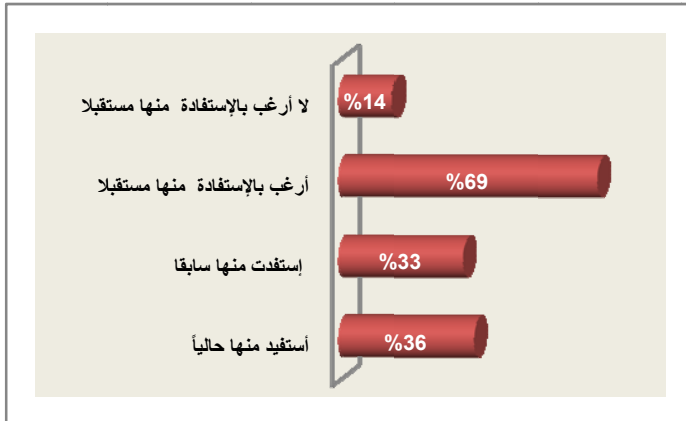 لا أرغب بالإستفادة منها مستقبلا
%14
أرغب بالإستفادة منها مستقبلا
%69
إستفدت منها سابقا
%33
أستفيد منها حالياً
%36